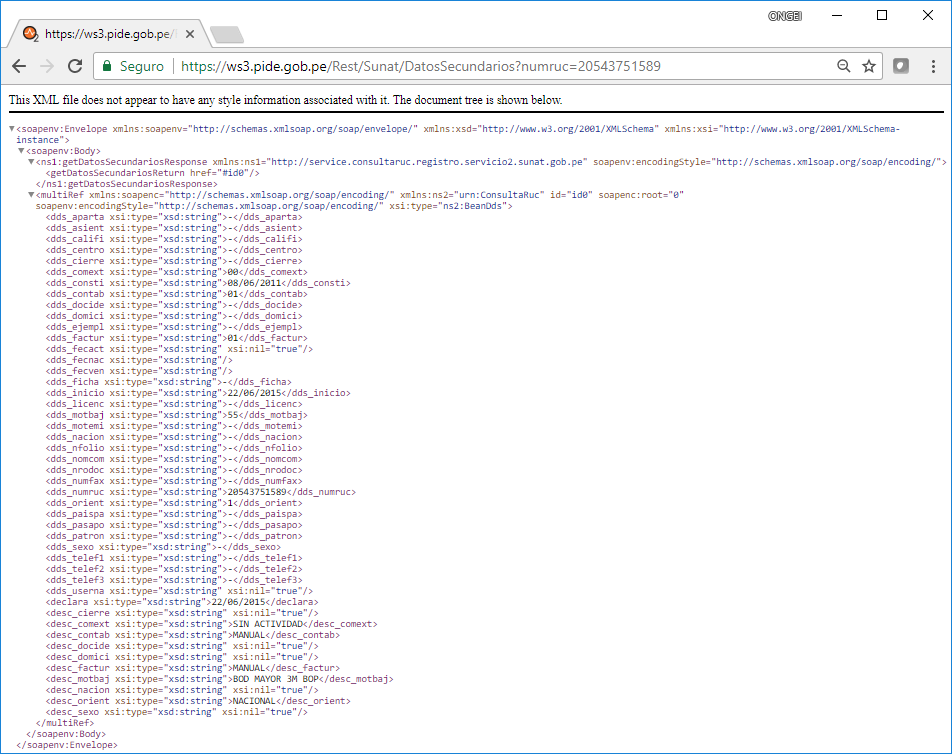 ONGEI
https://ws3.pide.gob.pe/
Seguro | https://ws3.pide.gob.pe/Rest/Sunat/DatosSecundarios?numruc=20543751589
This XML file does not appear to have any style information associated with it. The document tree is shown below.
▼<soapenv:Envelope xmlns:soapenv="http://schemas.xmlsoap.org/soap/envelope/" xmlns:xsd="http://www.w3.org/2001/XMLSchema" xmlns:xsi="http://www.w3.org/2001/XMLSchema-
instance">
▼<soapenv:Body>
▼<ns1:getDatosSecundariosResponse xmlns:ns1="http://service.consultaruc.registro.servicio2.sunat.gob.pe" soapenv:encodingStyle="http://schemas.xmlsoap.org/soap/encoding/">
<getDatosSecundariosReturn href="#id0"/>
</ns1:getDatosSecundariosResponse>
▼<multiRef xmlns:soapenc="http://schemas.xmlsoap.org/soap/encoding/" xmlns:ns2="urn:ConsultaRuc" id="id0" soapenc:root="0"
soapenv:encodingStyle="http://schemas.xmlsoap.org/soap/encoding/" xsi:type="ns2:BeanDds">
<dds_aparta xsi:type="xsd:string">-</dds_aparta>
<dds_asient xsi:type="xsd:string">-</dds_asient>
<dds_califi xsi:type="xsd:string">-</dds_califi>
<dds_centro xsi:type="xsd:string">-</dds_centro>
<dds_cierre xsi:type="xsd:string">-</dds_cierre>
<dds_comext xsi:type="xsd:string">00</dds_comext>
<dds_consti xsi:type="xsd:string">08/06/2011</dds_consti>
<dds_contab xsi:type="xsd:string">01</dds_contab>
<dds_docide xsi:type="xsd:string">-</dds_docide>
<dds_domici xsi:type="xsd:string">-</dds_domici>
<dds_ejempl xsi:type="xsd:string">-</dds_ejempl>
<dds_factur xsi:type="xsd:string">01</dds_factur>
<dds_fecact xsi:type="xsd:string" xsi:nil="true"/>
<dds_fecnac xsi:type="xsd:string"/>
<dds_fecven xsi:type="xsd:string"/>
<dds_ficha xsi:type="xsd:string">-</dds_ficha>
<dds_inicio xsi:type="xsd:string">22/06/2015</dds_inicio>
<dds_licenc xsi:type="xsd:string">-</dds_licenc>
<dds_motbaj xsi:type="xsd:string">55</dds_motbaj>
<dds_motemi xsi:type="xsd:string">-</dds_motemi>
<dds_nacion xsi:type="xsd:string">-</dds_nacion>
<dds_nfolio xsi:type="xsd:string">-</dds_nfolio>
<dds_nomcom xsi:type="xsd:string">-</dds_nomcom>
<dds_nrodoc xsi:type="xsd:string">-</dds_nrodoc>
<dds_numfax xsi:type="xsd:string">-</dds_numfax>
<dds_numruc xsi:type="xsd:string">20543751589</dds_numruc>
<dds_orient xsi:type="xsd:string">1</dds_orient>
<dds_paispa xsi:type="xsd:string">-</dds_paispa>
<dds_pasapo xsi:type="xsd:string">-</dds_pasapo>
<dds_patron xsi:type="xsd:string">-</dds_patron>
<dds_sexo xsi:type="xsd:string">-</dds_sexo>
<dds_telef1 xsi:type="xsd:string">-</dds_telef1>
<dds_telef2 xsi:type="xsd:string">-</dds_telef2>
<dds_telef3 xsi:type="xsd:string">-</dds_telef3>
<dds_userna xsi:type="xsd:string" xsi:nil="true"/>
<declara xsi:type="xsd:string">22/06/2015</declara>
<desc_cierre xsi:type="xsd:string" xsi:nil="true"/>
<desc_comext xsi:type="xsd:string">SIN ACTIVIDAD</desc_comext>
<desc_contab xsi:type="xsd:string">MANUAL</desc_contab>
<desc_docide xsi:type="xsd:string" xsi:nil="true"/>
<desc_domici xsi:type="xsd:string" xsi:nil="true"/>
<desc_factur xsi:type="xsd:string">MANUAL</desc_factur>
<desc_motbaj xsi:type="xsd:string">BOD MAYOR 3M BOP</desc_motbaj>
<desc_nacion xsi:type="xsd:string" xsi:nil="true"/>
<desc_orient xsi:type="xsd:string">NACIONAL</desc_orient>
<desc_sexo xsi:type="xsd:string" xsi:nil="true"/>
</multiRef>
</soapenv:Body>
</soapenv:Envelope>